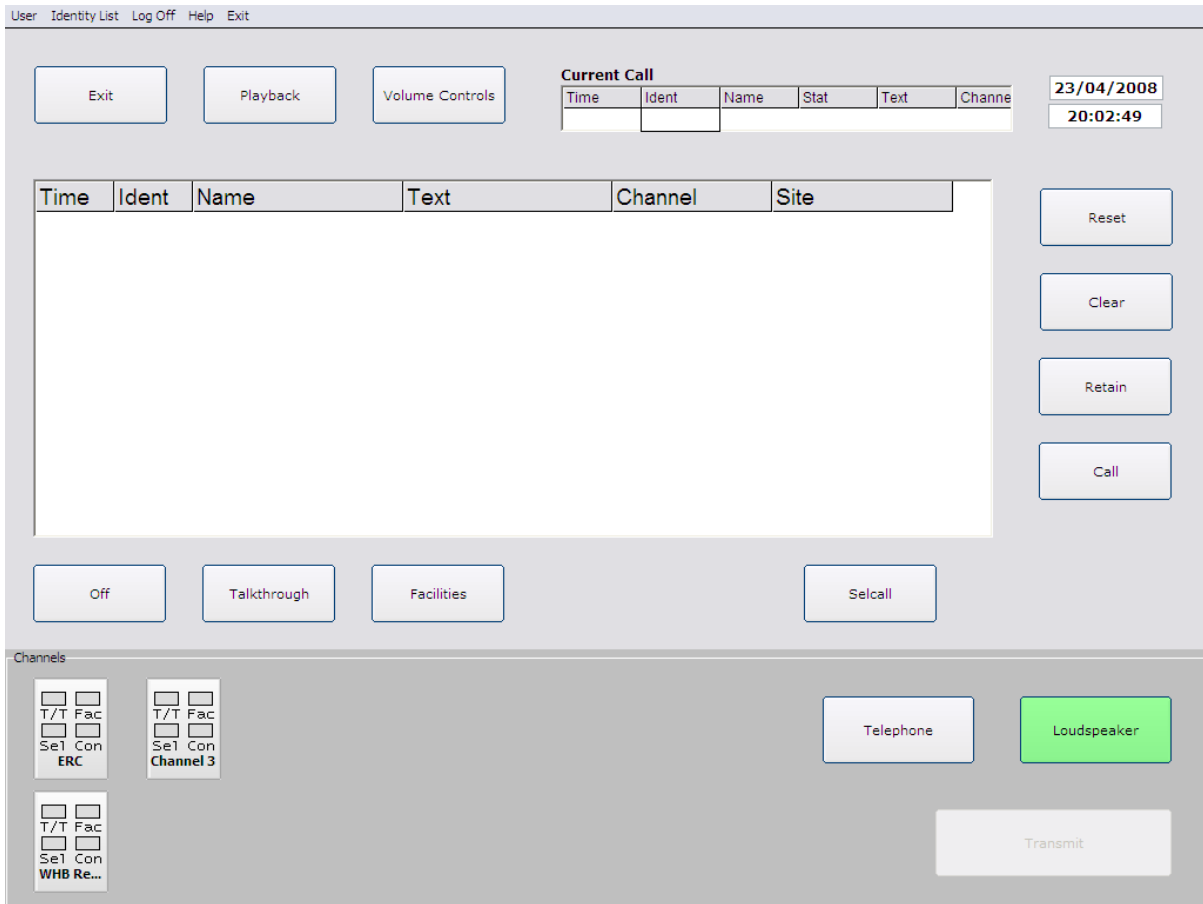 User Identity List Log Off Help Exit
Exit Playback Volume Controls
Current Call
Time Ident Name Stat Text Channe
23/04/2008
20:02:49
Time Ident Name Text Channel Site
Reset
Clear
Retain
Call
Off Talkthrough Facilities Selcall
Channels
T/T Fac
Sel Con
ERC
T/T Fac
Sel Con
Channel 3
Telephone Loudspeaker
T/T Fac
Sel Con
WHB Re...
Transmit